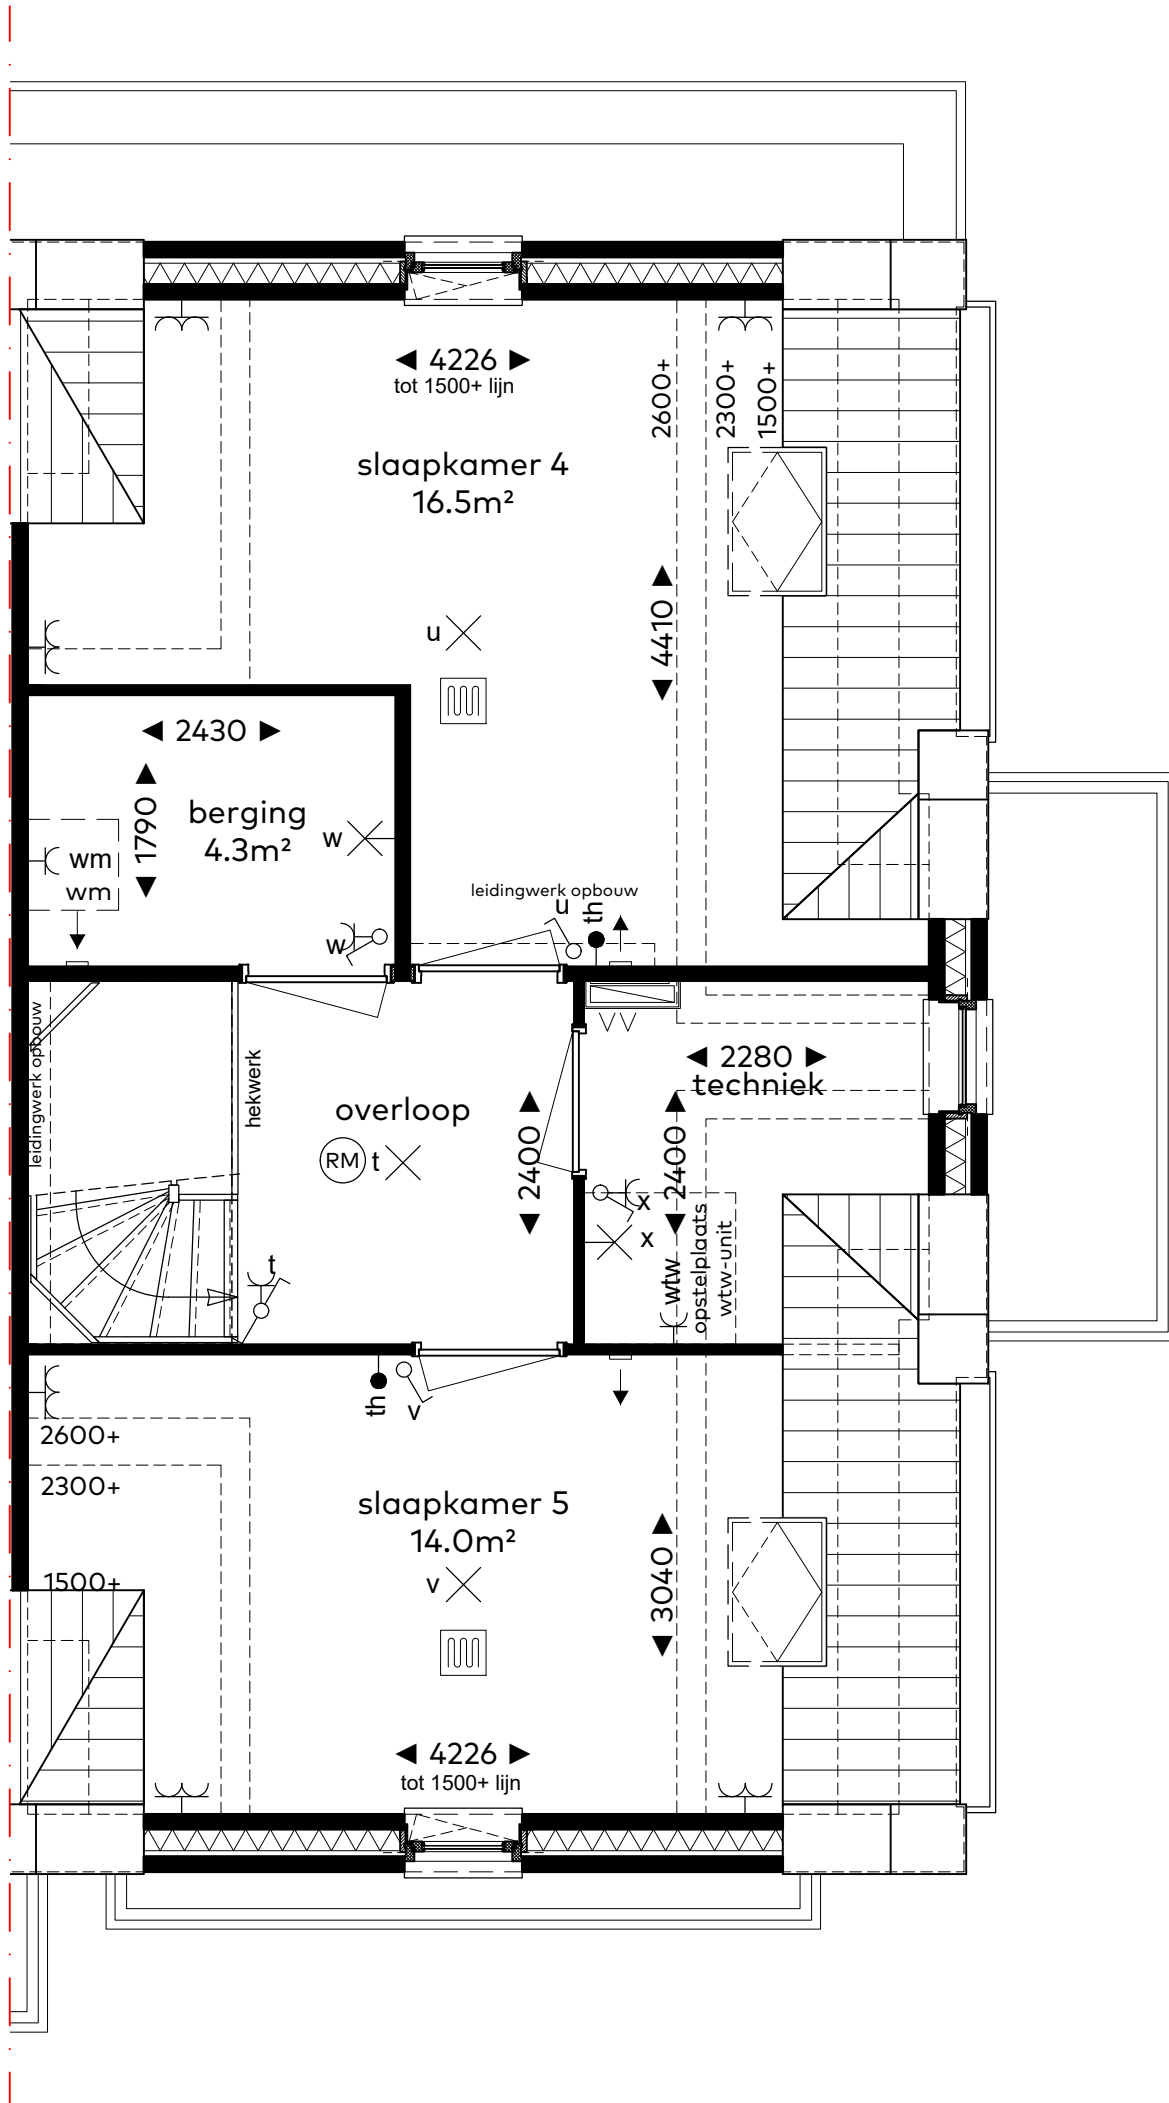 4226
tot 1500+ lijn
2600+
2300+
1500+
slaapkamer 4
16.5m²
4410
u
2430
1790
berging
4.3m²
w
wm
wm
w
leidingwerk opbouw
u
th
leidingwerk opbouw
hekwerk
overloop
RM
t
2400
2280
techniek
2400
x
x
wtw
opstelplaats
wtw-unit
t
th
v
2600+
2300+
1500+
slaapkamer 5
14.0m²
v
3040
4226
tot 1500+ lijn